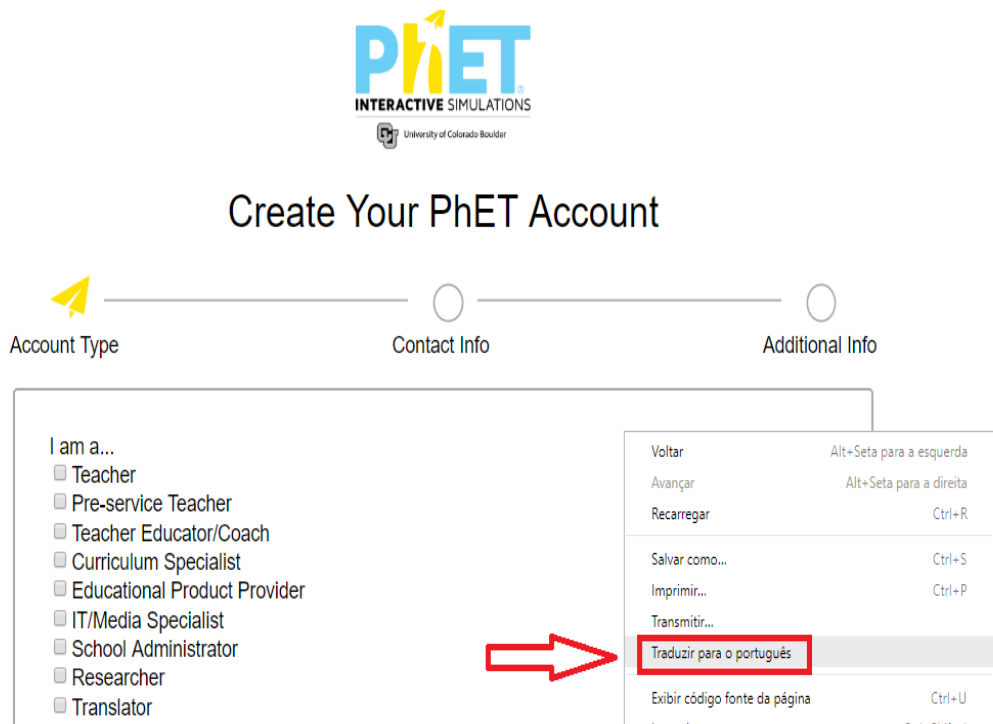 PhET
INTERACTIVE SIMULATIONS
CU University of Colorado Boulder
Create Your PhET Account
Account Type
Contact Info
Additional Info
I am a...
Teacher
Pre-service Teacher
Teacher Educator/Coach
Curriculum Specialist
Educational Product Provider
IT/Media Specialist
School Administrator
Researcher
Translator
Voltar Alt+Seta para a esquerda
Avançar Alt+Seta para a direita
Recarregar Ctrl+R
Salvar como... Ctrl+S
Imprimir... Ctrl+P
Transmitir...
Traduzir para o português
Exibir código fonte da página Ctrl+U